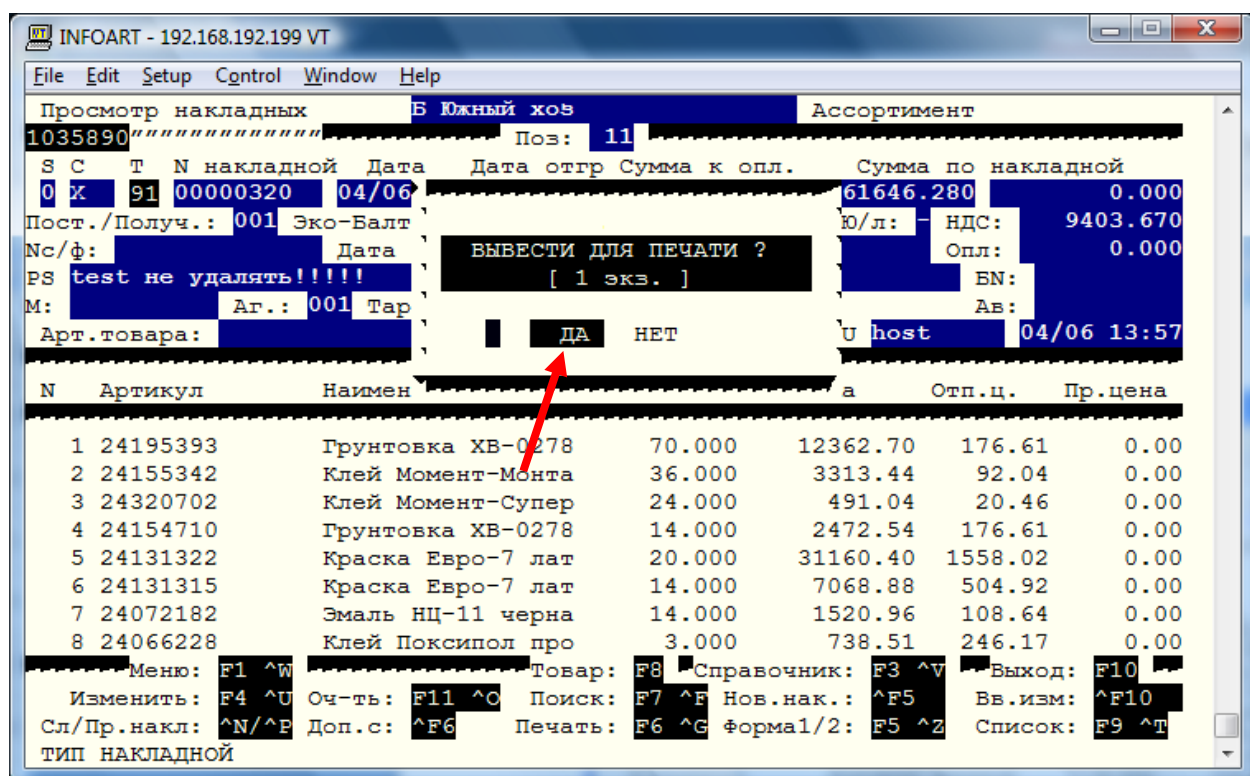 INFOART - 192.168.192.199 VT
File Edit Setup Control Window Help
Просмотр накладных Б Южный хоз Ассортимент
1035890"""""""""""""" Поз: 11
S C T N накладной Дата Дата отгр Сумма к опл. Сумма по накладной
0 X 91 00000320 04/06 61646.280 0.000
Пост./Получ.: 001 Эко-Балт Ю/л: - НДС: 9403.670
Nс/ф: Дата ВЫВЕСТИ ДЛЯ ПЕЧАТИ ? Опл: 0.000
PS test не удалять!!!!! [ 1 экз. ] BN:
М: Аг.: 001 Тар Ав:
Арт.товара: ДА НЕТ U host 04/06 13:57
N Артикул Наимен а Отп.ц. Пр.цена
1 24195393 Грунтовка ХВ-0278 70.000 12362.70 176.61 0.00
2 24155342 Клей Момент-Монта 36.000 3313.44 92.04 0.00
3 24320702 Клей Момент-Супер 24.000 491.04 20.46 0.00
4 24154710 Грунтовка ХВ-0278 14.000 2472.54 176.61 0.00
5 24131322 Краска Евро-7 лат 20.000 31160.40 1558.02 0.00
6 24131315 Краска Евро-7 лат 14.000 7068.88 504.92 0.00
7 24072182 Эмаль НЦ-11 черна 14.000 1520.96 108.64 0.00
8 24066228 Клей Поксипол про 3.000 738.51 246.17 0.00
Меню: F1 ^W Товар: F8 Справочник: F3 ^V Выход: F10
Изменить: F4 ^U Оч-ть: F11 ^O Поиск: F7 ^F Нов.нак.: ^F5 Вв.изм: ^F10
Сл/Пр.накл: ^N/^P Доп.с: ^F6 Печать: F6 ^G Форма1/2: F5 ^Z Список: F9 ^T
ТИП НАКЛАДНОЙ